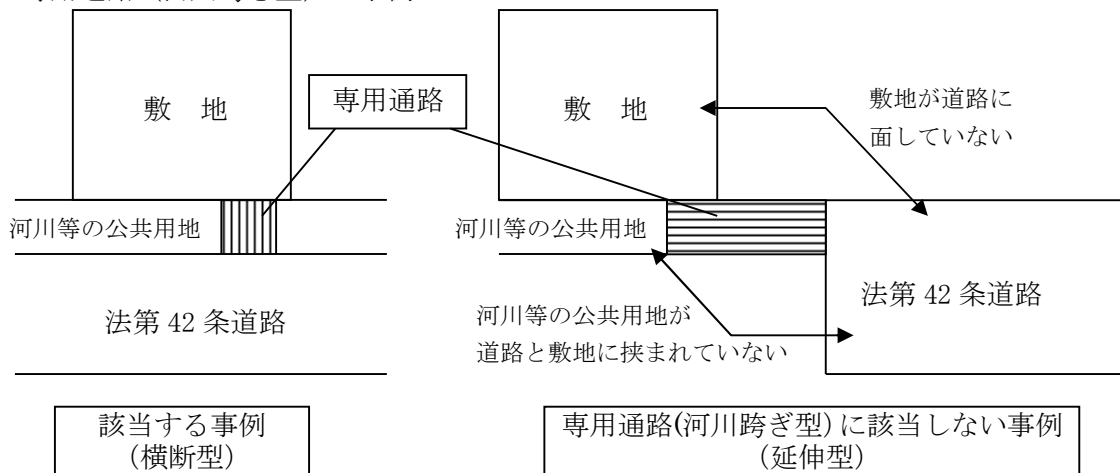 敷　地
専用通路
河川等の公共用地
法第 42 条道路
該当する事例
（横断型）
敷　地
敷地が道路に
面していない
河川等の公共用地
法第 42 条道路
河川等の公共用地が
道路と敷地に挟まれていない
専用通路(河川跨ぎ型)に該当しない事例
（延伸型）